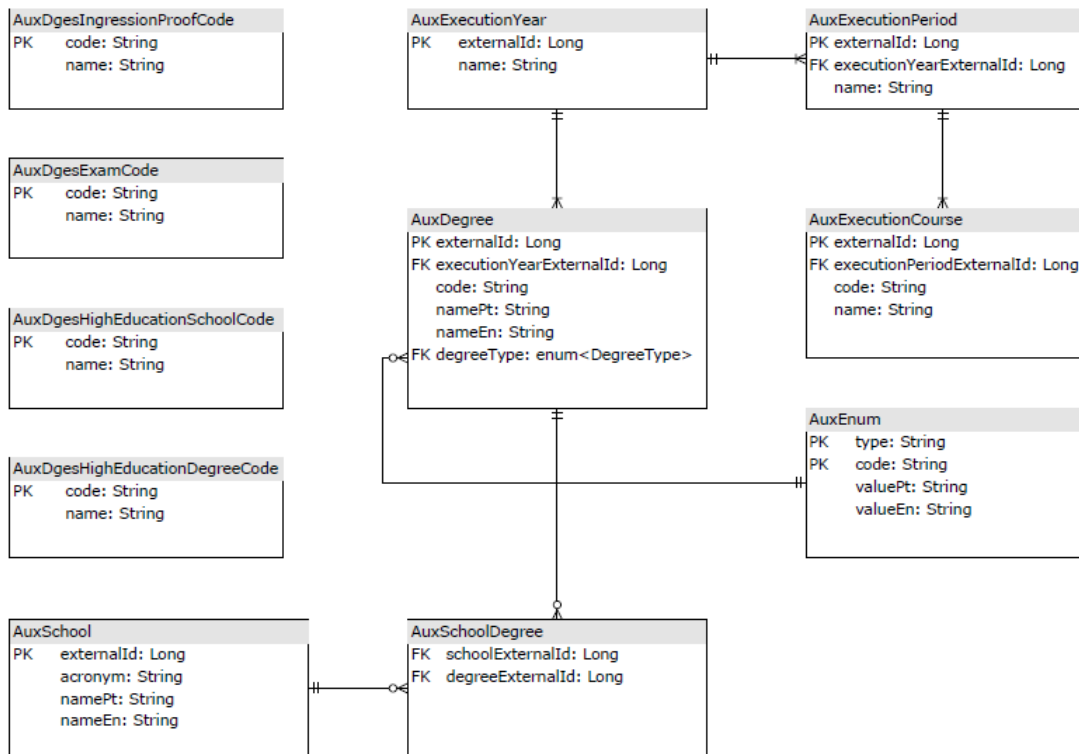 AuxDgesIngressionProofCode
PK code: String
name: String
AuxExecutionYear
PK externalId: Long
name: String
AuxExecutionPeriod
PK externalId: Long
FK executionYearExternalId: Long
name: String
AuxDgesExamCode
PK code: String
name: String
AuxDegree
PK externalId: Long
FK executionYearExternalId: Long
code: String
namePt: String
nameEn: String
FK degreeType: enum<DegreeType>
AuxExecutionCourse
PK externalId: Long
FK executionPeriodExternalId: Long
code: String
name: String
AuxDgesHighEducationSchoolCode
PK code: String
name: String
AuxEnum
PK type: String
PK code: String
valuePt: String
valueEn: String
AuxDgesHighEducationDegreeCode
PK code: String
name: String
AuxSchool
PK externalId: Long
acronym: String
namePt: String
nameEn: String
AuxSchoolDegree
FK schoolExternalId: Long
FK degreeExternalId: Long